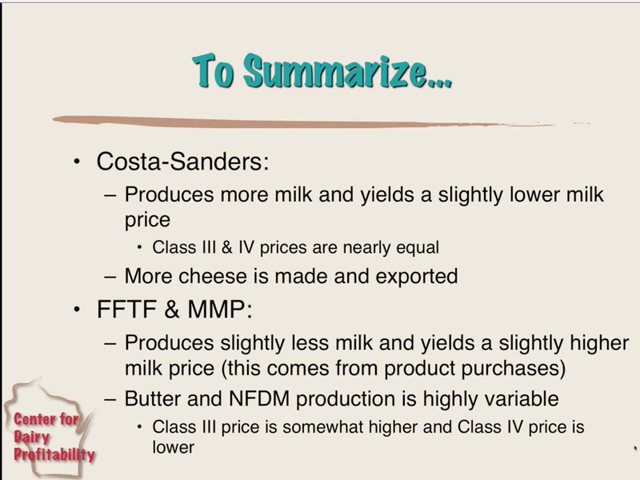 To Summarize...
• Costa-Sanders:
– Produces more milk and yields a slightly lower milk
price
• Class III & IV prices are nearly equal
– More cheese is made and exported
• FFTF & MMP:
– Produces slightly less milk and yields a slightly higher
milk price (this comes from product purchases)
– Butter and NFDM production is highly variable
• Class III price is somewhat higher and Class IV price is
lower
Center for
Dairy
Profitability